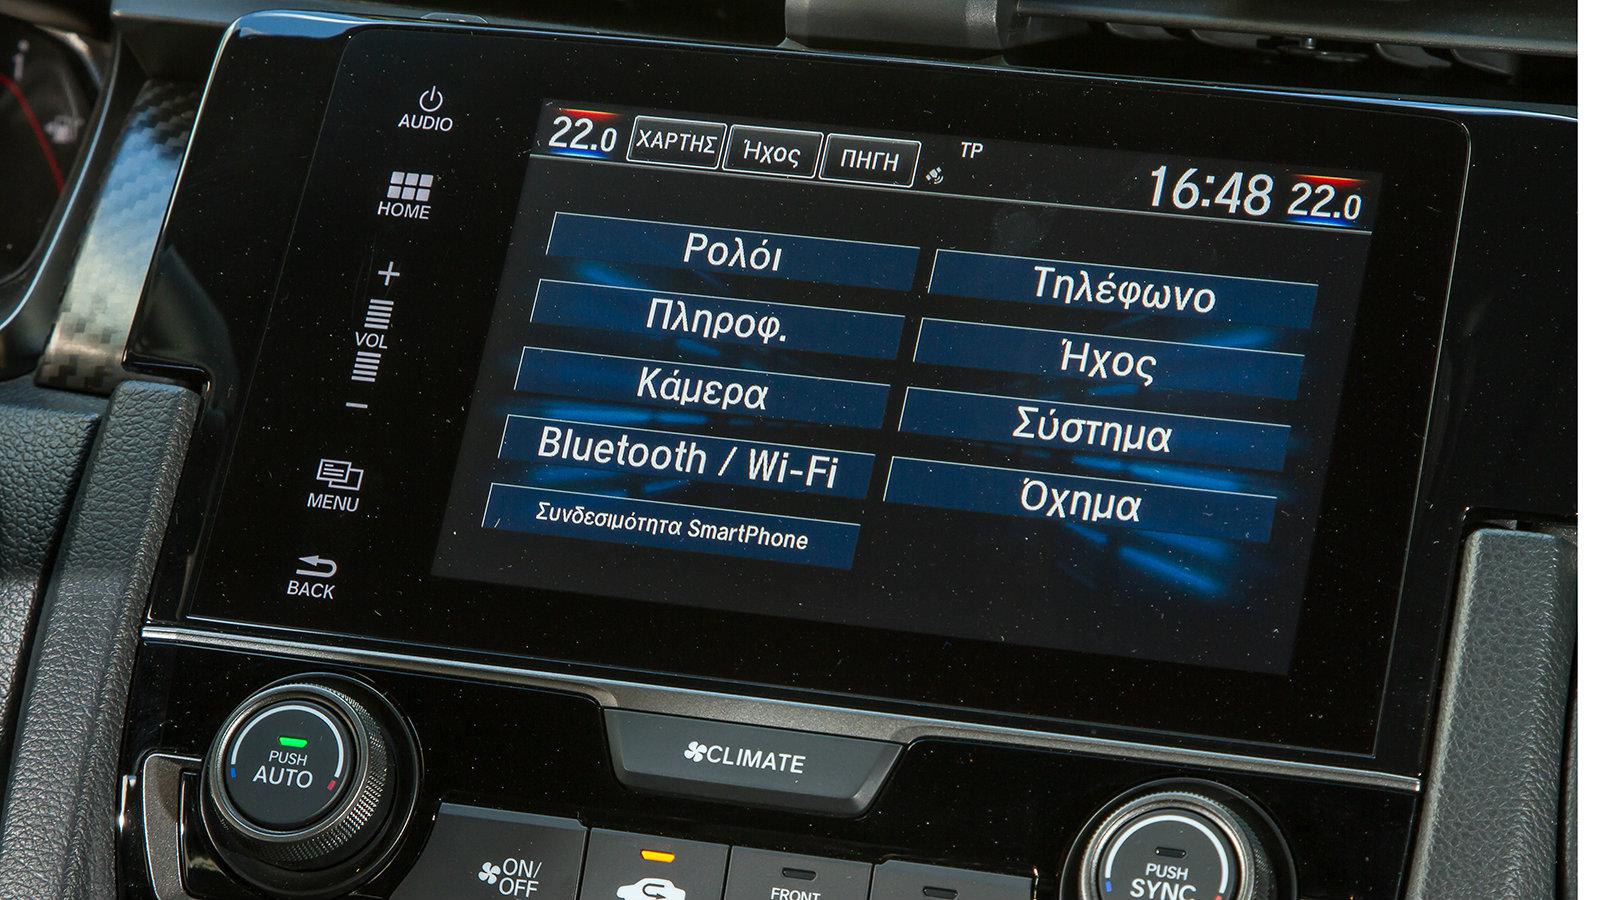 AUDIO
HOME
+
VOL
−
MENU
BACK
22.0 ΧΑΡΤΗΣ Ήχος ΠΗΓΗ TP 16:48 22.0
Ρολόι
Τηλέφωνο
Πληροφ.
Ήχος
Κάμερα
Σύστημα
Bluetooth / Wi-Fi
Όχημα
Συνδεσιμότητα SmartPhone
CLIMATE
PUSH
AUTO
ON/
OFF
FRONT
PUSH
SYNC